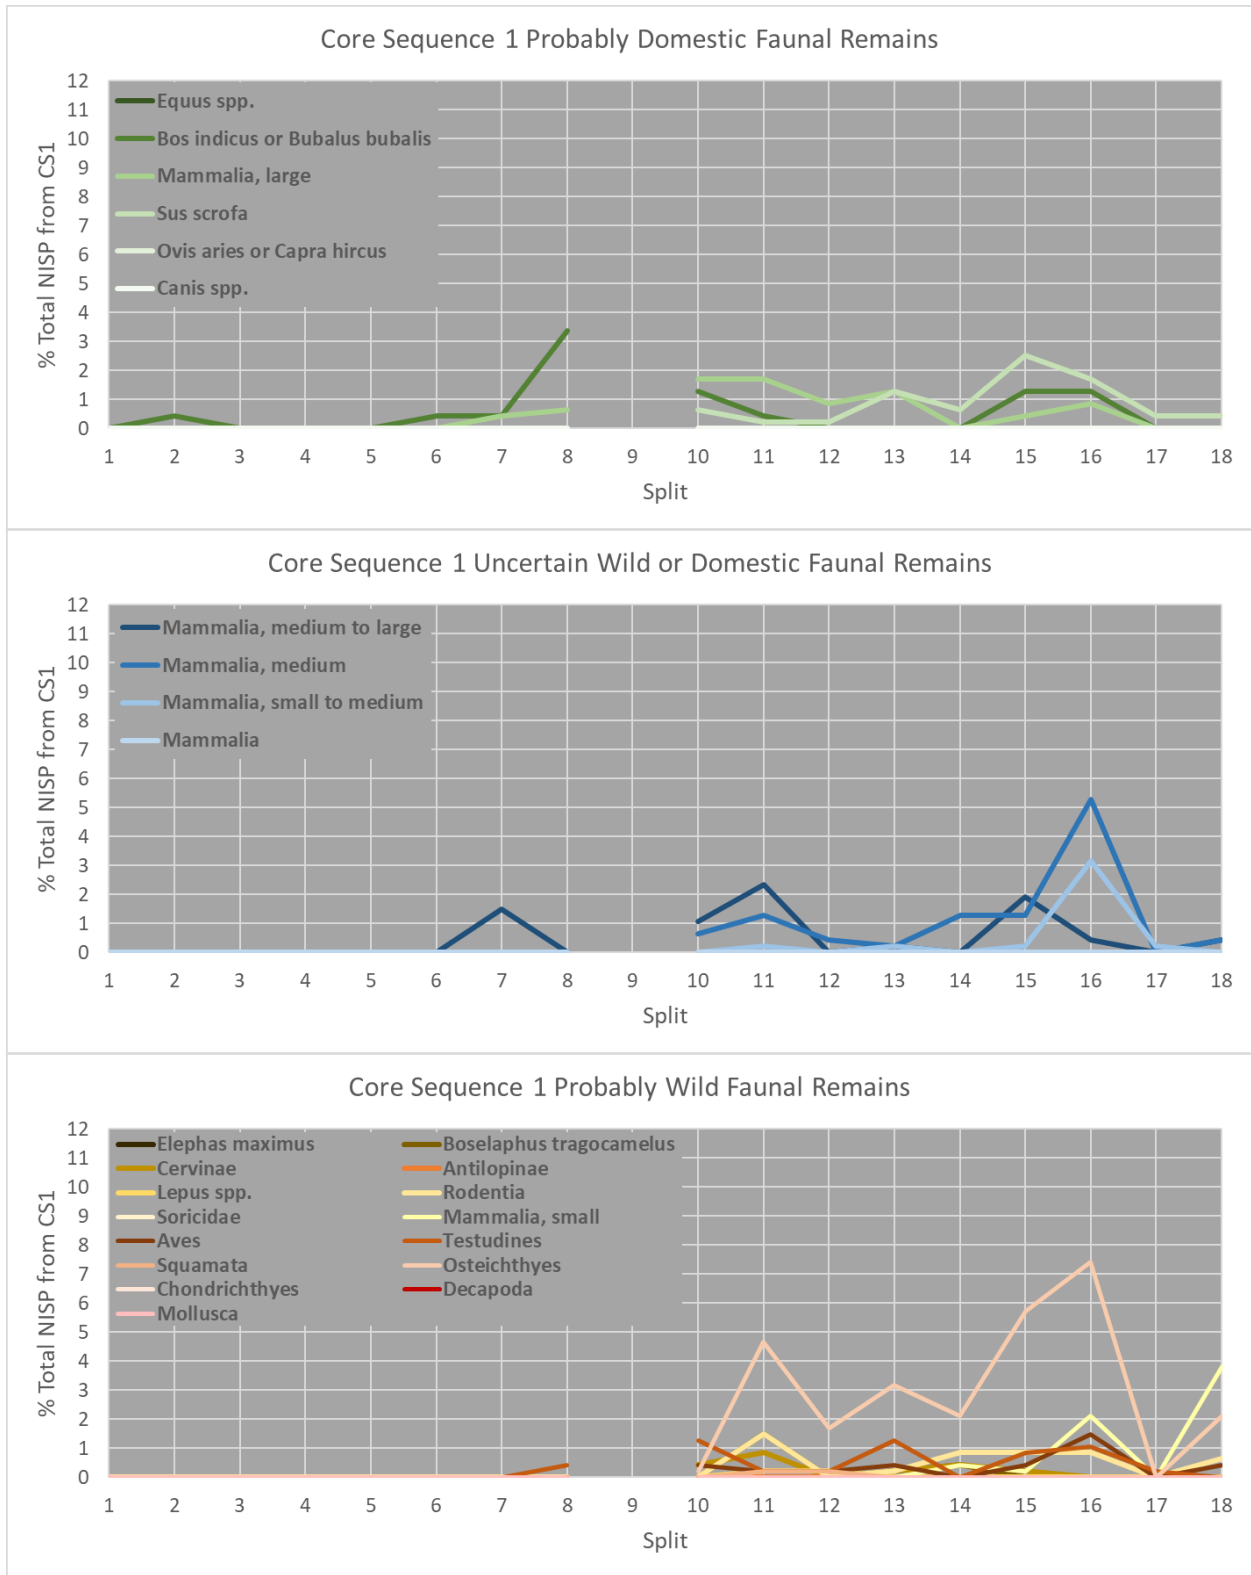 Core Sequence 1 Probably Domestic Faunal Remains
% Total NISP from CS1
12
11
10
9
8
7
6
5
4
3
2
1
0
Equus spp.
Bos indicus or Bubalus bubalis
Mammalia, large
Sus scrofa
Ovis aries or Capra hircus
Canis spp.
1 2 3 4 5 6 7 8 9 10 11 12 13 14 15 16 17 18
Split
Core Sequence 1 Uncertain Wild or Domestic Faunal Remains
% Total NISP from CS1
12
11
10
9
8
7
6
5
4
3
2
1
0
Mammalia, medium to large
Mammalia, medium
Mammalia, small to medium
Mammalia
1 2 3 4 5 6 7 8 9 10 11 12 13 14 15 16 17 18
Split
Core Sequence 1 Probably Wild Faunal Remains
% Total NISP from CS1
12
11
10
9
8
7
6
5
4
3
2
1
0
Elephas maximus Boselaphus tragocamelus
Cervinae Antilopinae
Lepus spp. Rodentia
Soricidae Mammalia, small
Aves Testudines
Squamata Osteichthyes
Chondrichthyes Decapoda
Mollusca
1 2 3 4 5 6 7 8 9 10 11 12 13 14 15 16 17 18
Split